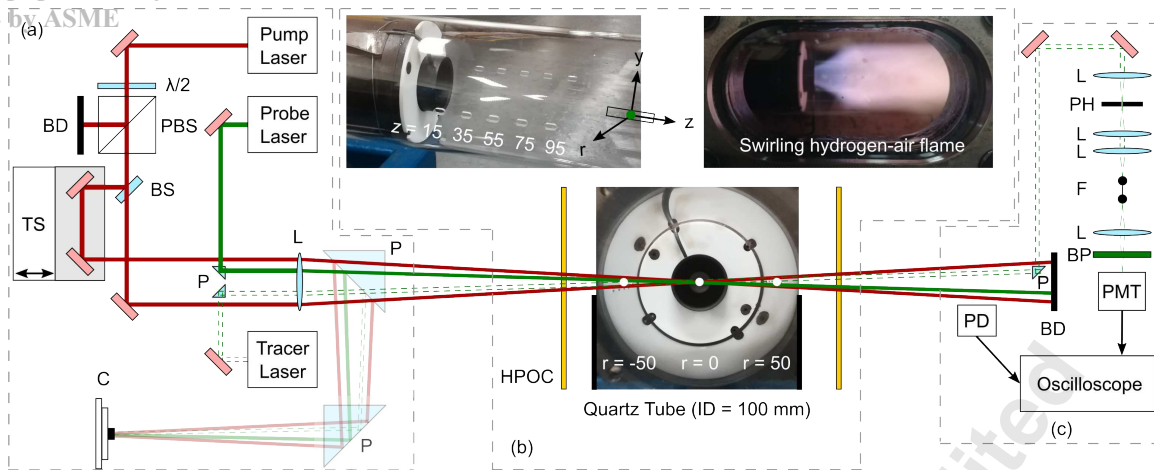 by ASME
(a)
Pump
Laser
λ/2
BD
PBS
Probe
Laser
BS
TS
L
P
P
Tracer
Laser
C
P
z = 15 35 55 75 95
y
z
r
Swirling hydrogen-air flame
HPOC
r = -50 r = 0 r = 50
Quartz Tube (ID = 100 mm)
(b)
L
PH
L
L
F
L
BP
P
PMT
PD
BD
Oscilloscope
(c)